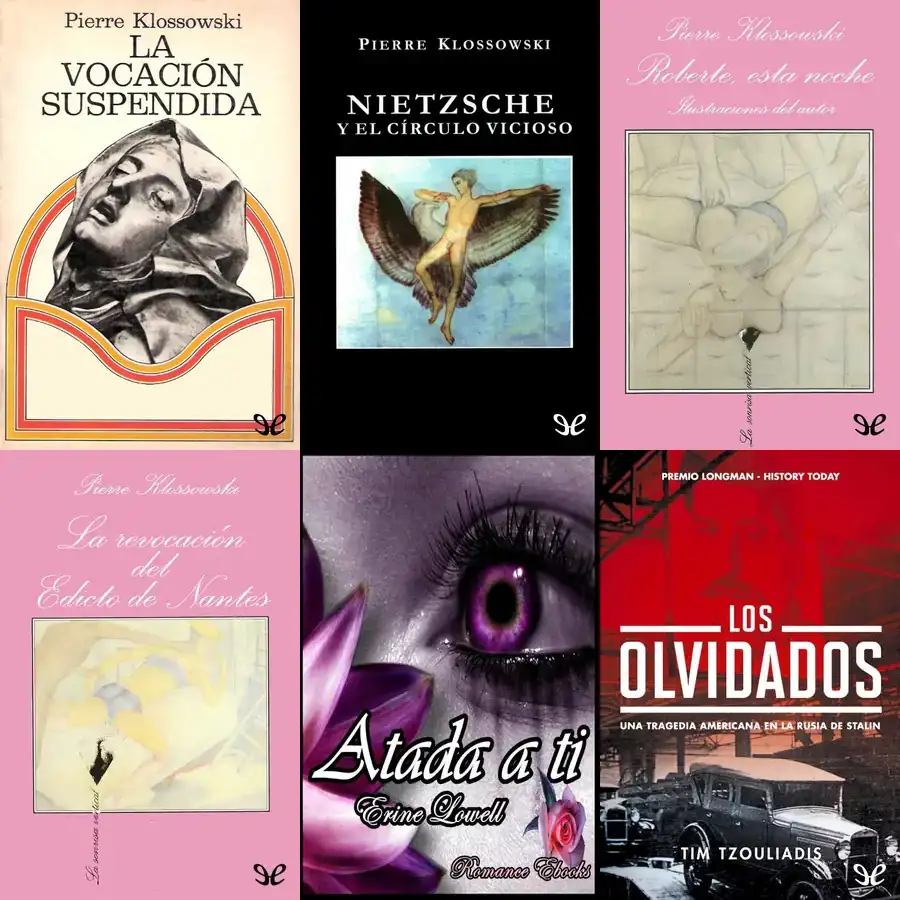 Pierre Klossowski
LA
VOCACIÓN
SUSPENDIDA
PIERRE KLOSSOWSKI
NIETZSCHE
Y EL CÍRCULO VICIOSO
Pierre Klossowski
Roberte, esta noche
Ilustraciones del autor
La sonrisa vertical
Pierre Klossowski
La revocación
del
Edicto de Nantes
La sonrisa vertical
Atada a ti
Erine Lowell
Romance Ebooks
PREMIO LONGMAN - HISTORY TODAY
LOS
OLVIDADOS
UNA TRAGEDIA AMERICANA EN LA RUSIA DE STALIN
TIM TZOULIADIS